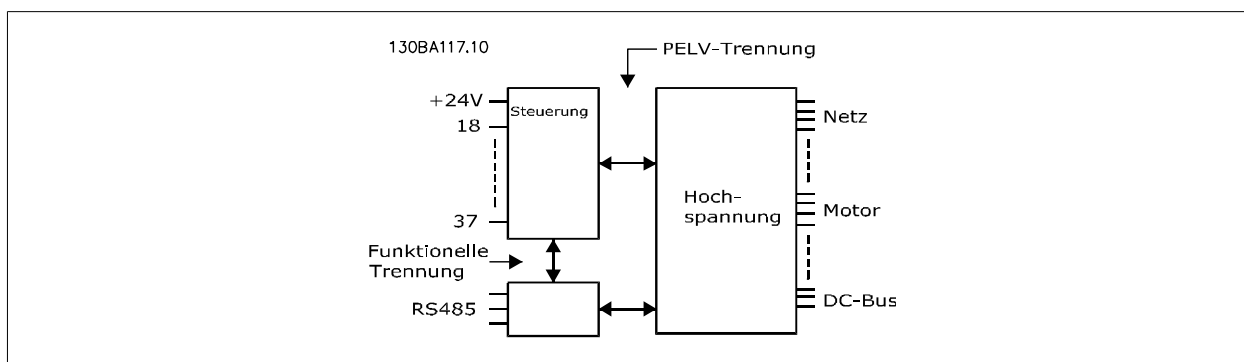 130BA117.10
PELV-Trennung
+24V
Steuerung
18
Netz
Hoch-
spannung
Motor
37
Funktionelle
Trennung
RS485
DC-Bus